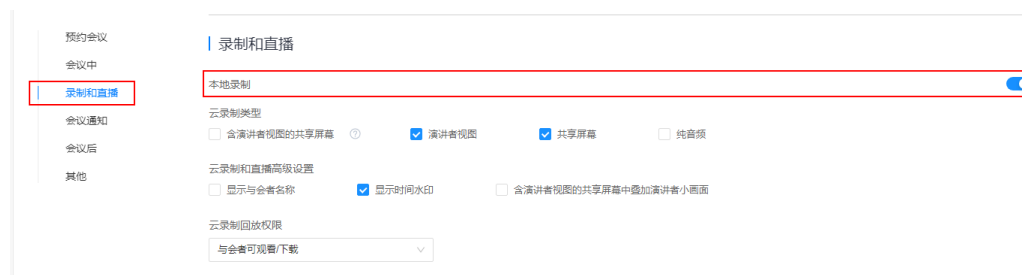 预约会议
会议中
录制和直播
会议通知
会议后
其他
录制和直播
本地录制
云录制类型
含演讲者视图的共享屏幕 演讲者视图 共享屏幕 纯音频
云录制和直播高级设置
显示与会者名称 显示时间水印 含演讲者视图的共享屏幕中叠加演讲者小画面
云录制回放权限
与会者可观看/下载